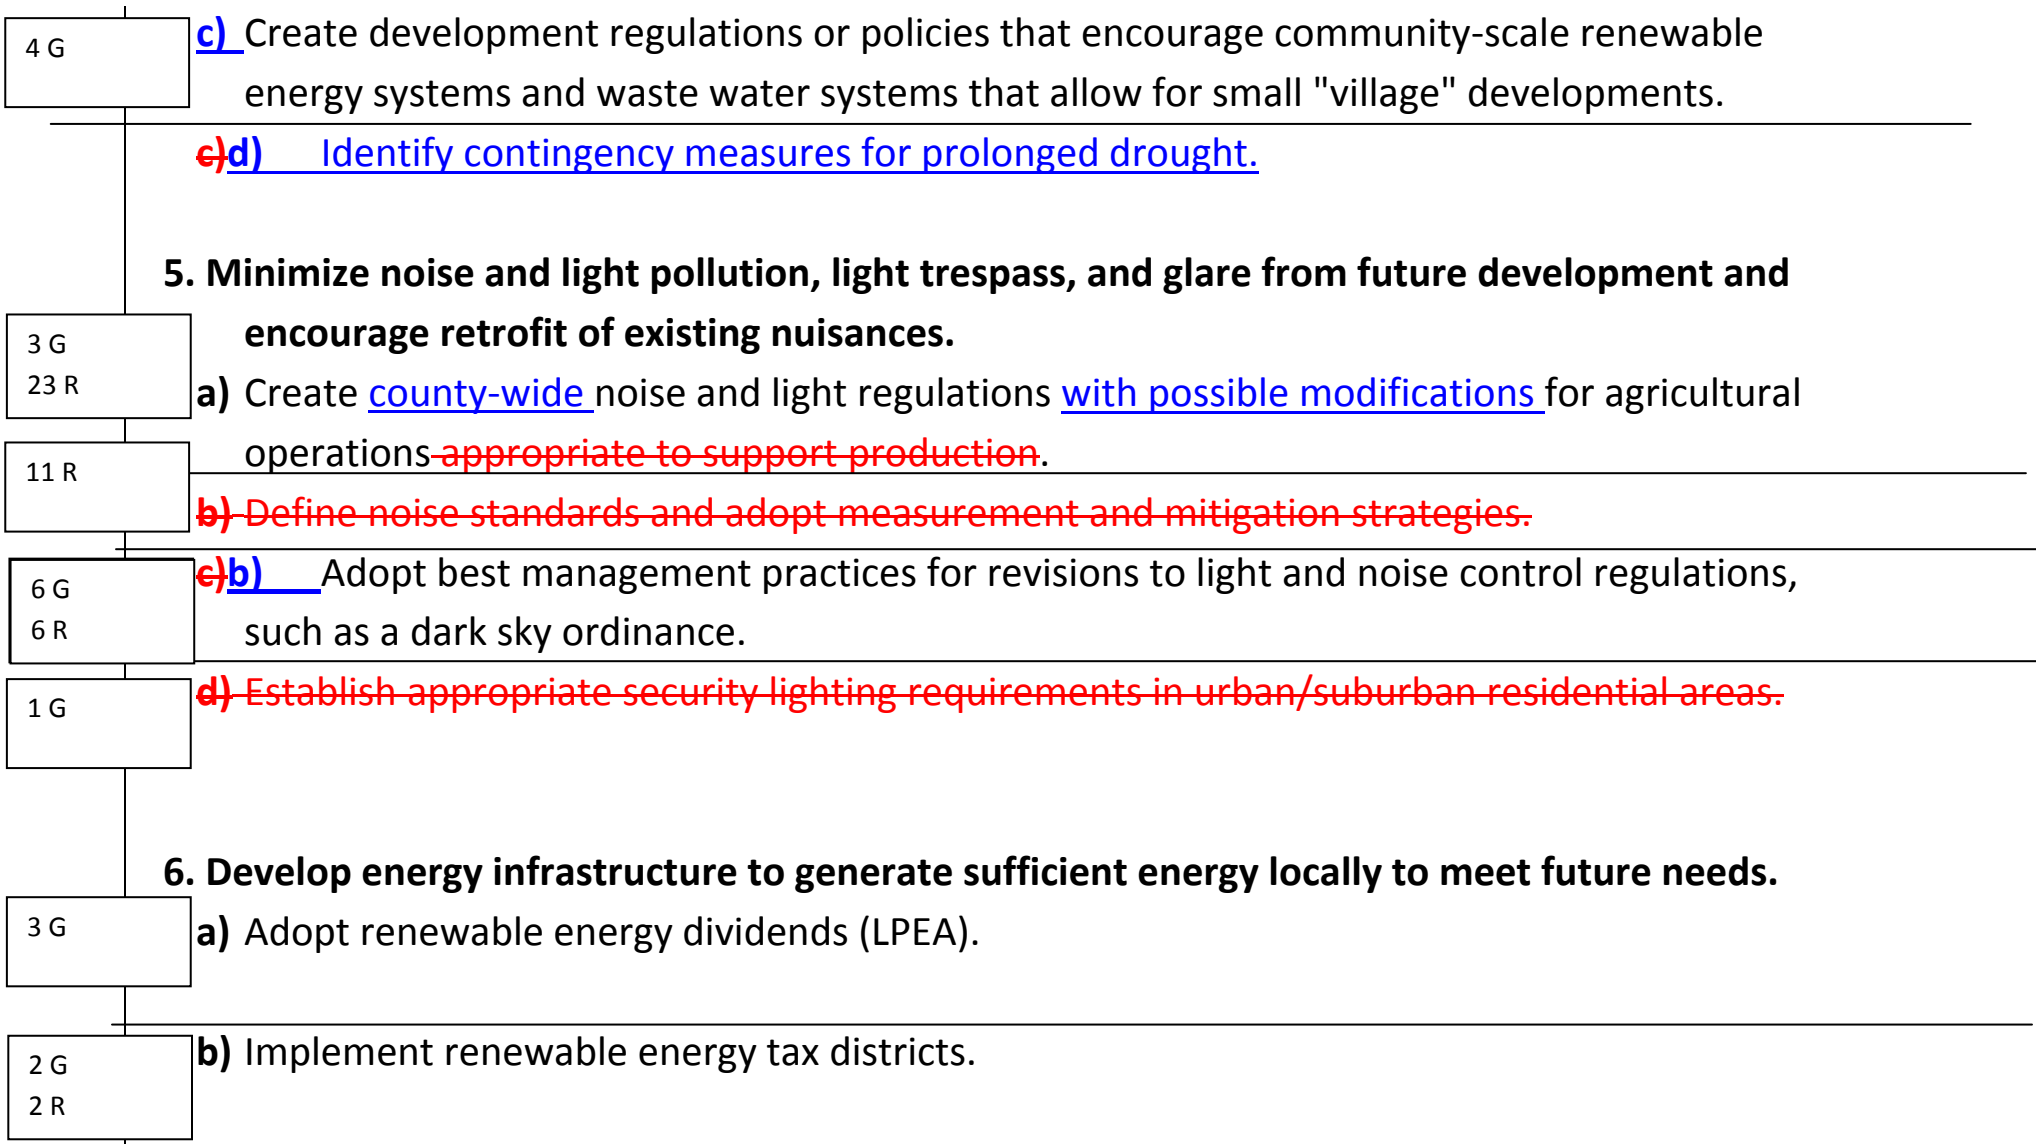 4 G
c) Create development regulations or policies that encourage community-scale renewable
energy systems and waste water systems that allow for small "village" developments.
c)d) Identify contingency measures for prolonged drought.
5. Minimize noise and light pollution, light trespass, and glare from future development and
encourage retrofit of existing nuisances.
3 G
23 R
a) Create county-wide noise and light regulations with possible modifications for agricultural
operations appropriate to support production.
11 R
b) Define noise standards and adopt measurement and mitigation strategies.
c)b) Adopt best management practices for revisions to light and noise control regulations,
such as a dark sky ordinance.
6 G
6 R
d) Establish appropriate security lighting requirements in urban/suburban residential areas.
1 G
6. Develop energy infrastructure to generate sufficient energy locally to meet future needs.
3 G
a) Adopt renewable energy dividends (LPEA).
b) Implement renewable energy tax districts.
2 G
2 R